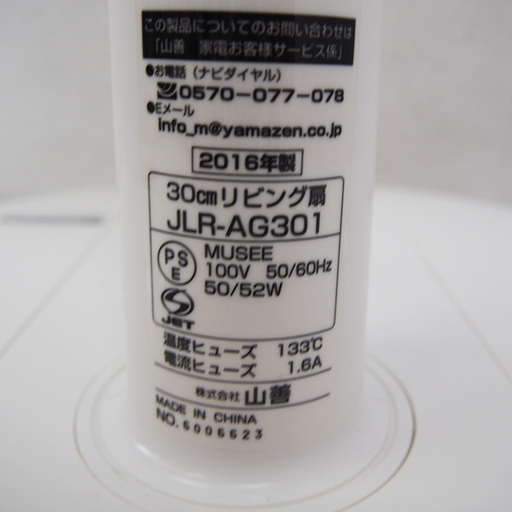 この製品についてのお問い合わせは
「山善 家電お客様サービス係」
●お電話（ナビダイヤル）
0570-077-078
●Eメール
info_m@yamazen.co.jp
2016年製
30cmリビング扇
JLR-AG301
PSE
MUSEE
100V 50/60Hz
50/52W
JET
温度ヒューズ 133℃
電流ヒューズ 1.6A
株式会社 山善
MADE IN CHINA
NO. 6006623